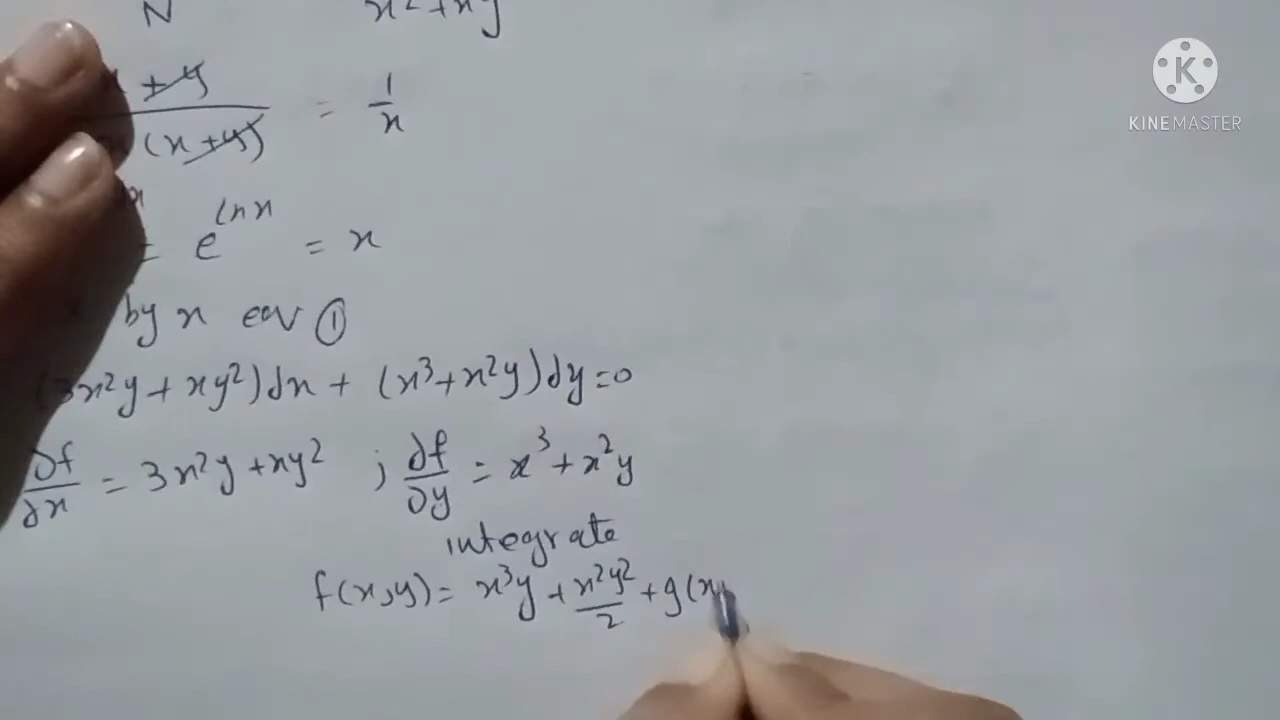 N x²+xy
KINEMASTER
x+y / x(x+y) = 1/x
= e^(ln x) = x
by x eqv ①
(3x²y + xy²)dx + (x³+x²y)dy=0
∂f/∂x = 3x²y + xy² ; ∂f/∂y = x³ + x²y
integrate
f(x,y) = x³y + x²y²/2 + g(x